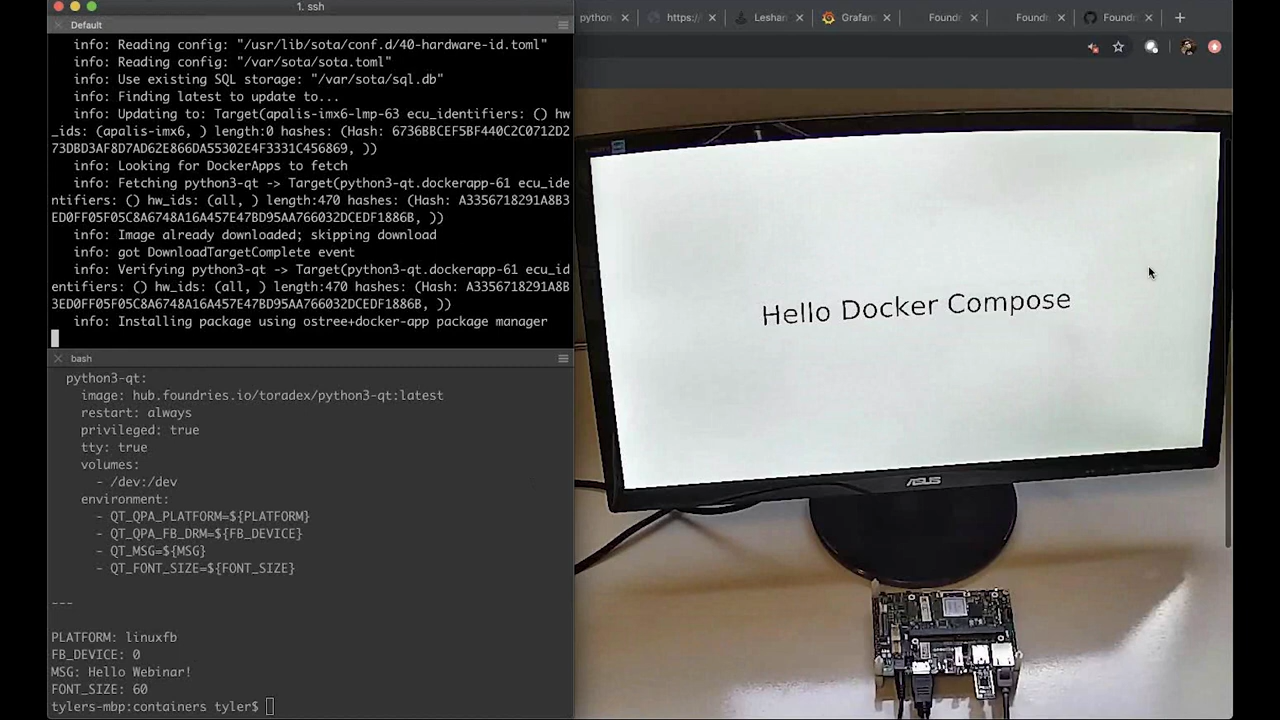 1. ssh
Default
info: Reading config: "/usr/lib/sota/conf.d/40-hardware-id.toml"
info: Reading config: "/var/sota/sota.toml"
info: Use existing SQL storage: "/var/sota/sql.db"
info: Finding latest to update to...
info: Updating to: Target(apalis-imx6-lmp-63 ecu_identifiers: () hw
_ids: (apalis-imx6, ) length:0 hashes: (Hash: 6736BBCEF5BF440C2C0712D2
73DBD3AF8D7AD62E866DA55302E4F3331C456869, ))
info: Looking for DockerApps to fetch
info: Fetching python3-qt -> Target(python3-qt.dockerapp-61 ecu_ide
ntifiers: () hw_ids: (all, ) length:470 hashes: (Hash: A3356718291A8B3
ED0FF05F05C8A6748A16A457E47BD95AA766032DCEDF1886B, ))
info: Image already downloaded; skipping download
info: got DownloadTargetComplete event
info: Verifying python3-qt -> Target(python3-qt.dockerapp-61 ecu_id
entifiers: () hw_ids: (all, ) length:470 hashes: (Hash: A3356718291A8B
3ED0FF05F05C8A6748A16A457E47BD95AA766032DCEDF1886B, ))
info: Installing package using ostree+docker-app package manager
bash
python3-qt:
image: hub.foundries.io/toradex/python3-qt:latest
restart: always
privileged: true
tty: true
volumes:
- /dev:/dev
environment:
- QT_QPA_PLATFORM=${PLATFORM}
- QT_QPA_FB_DRM=${FB_DEVICE}
- QT_MSG=${MSG}
- QT_FONT_SIZE=${FONT_SIZE}
---
PLATFORM: linuxfb
FB_DEVICE: 0
MSG: Hello Webinar!
FONT_SIZE: 60
tylers-mbp:containers tyler$
python https:/ Leshan Grafana Foundr Foundr Foundri
Hello Docker Compose
ASUS